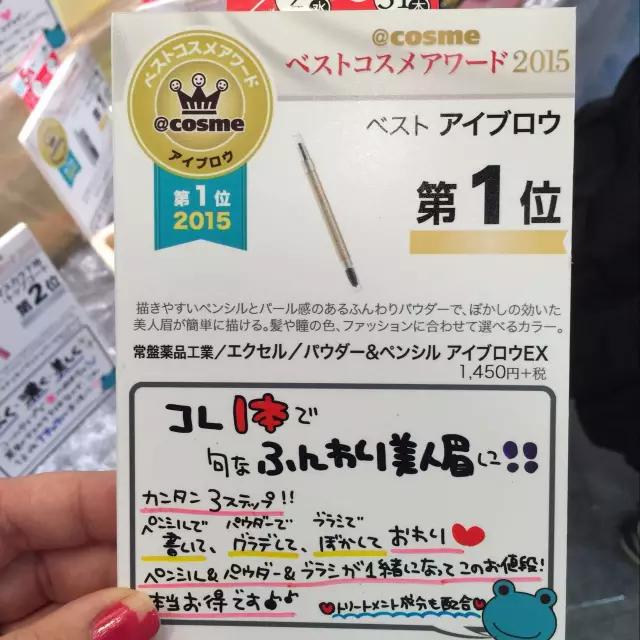 @cosme
ベストコスメアワード2015
ベストコスメアワード
@cosme
アイブロウ
第1位
2015
ベスト アイブロウ
第1位
描きやすいペンシルとパール感のあるふんわりパウダーで、ぼかしの効いた
美人眉が簡単に描ける。髪や瞳の色、ファッションに合わせて選べるカラー。
常盤薬品工業/エクセル/パウダー&ペンシル アイブロウEX
1,450円+税
コレ1本で
旬なふんわり美人眉に!!
カンタン3ステップ!!
ペンシルで パウダーで ブラシで
書いて、グラデして、ぼかして おわり
ペンシル&パウダー&ブラシが1緒になってこのお値段!
本当お得です♪♪
トリートメント成分も配合
第2位